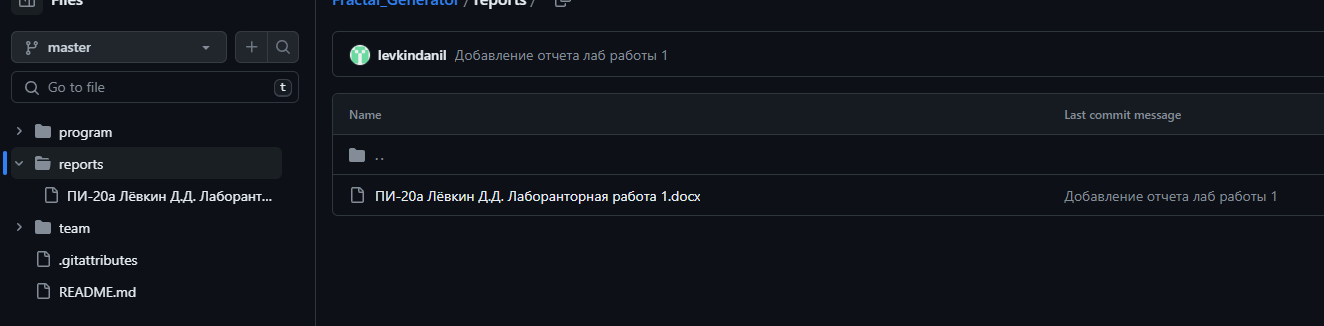 Files
Fractal_Generator / reports /
master
levkindanil Добавление отчета лаб работы 1
Go to file
t
Name Last commit message
program
..
reports
ПИ-20а Лёвкин Д.Д. Лаборант...
ПИ-20а Лёвкин Д.Д. Лаборанторная работа 1.docx Добавление отчета лаб работы 1
team
.gitattributes
README.md